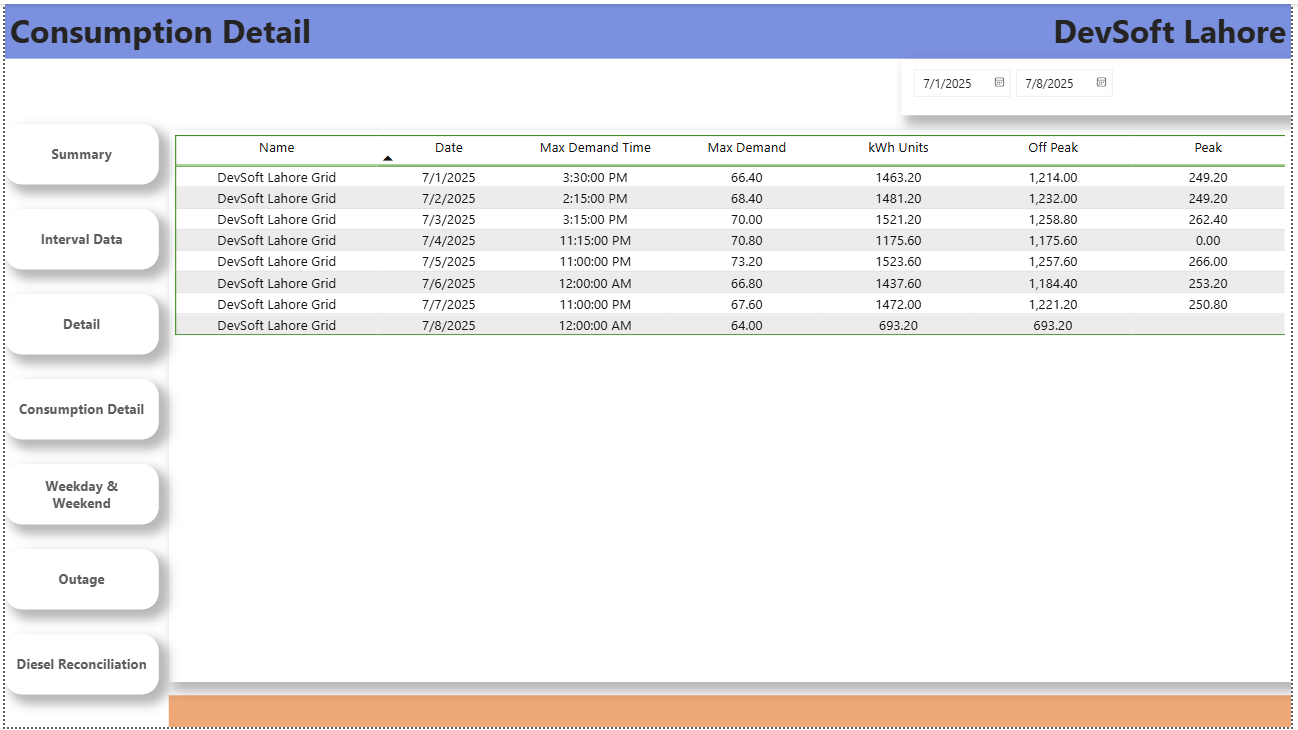 Consumption Detail DevSoft Lahore
7/1/2025 7/8/2025
Summary
Interval Data
Detail
Consumption Detail
Weekday &
Weekend
Outage
Diesel Reconciliation
Name Date Max Demand Time Max Demand kWh Units Off Peak Peak
DevSoft Lahore Grid 7/1/2025 3:30:00 PM 66.40 1463.20 1,214.00 249.20
DevSoft Lahore Grid 7/2/2025 2:15:00 PM 68.40 1481.20 1,232.00 249.20
DevSoft Lahore Grid 7/3/2025 3:15:00 PM 70.00 1521.20 1,258.80 262.40
DevSoft Lahore Grid 7/4/2025 11:15:00 PM 70.80 1175.60 1,175.60 0.00
DevSoft Lahore Grid 7/5/2025 11:00:00 PM 73.20 1523.60 1,257.60 266.00
DevSoft Lahore Grid 7/6/2025 12:00:00 AM 66.80 1437.60 1,184.40 253.20
DevSoft Lahore Grid 7/7/2025 11:00:00 PM 67.60 1472.00 1,221.20 250.80
DevSoft Lahore Grid 7/8/2025 12:00:00 AM 64.00 693.20 693.20